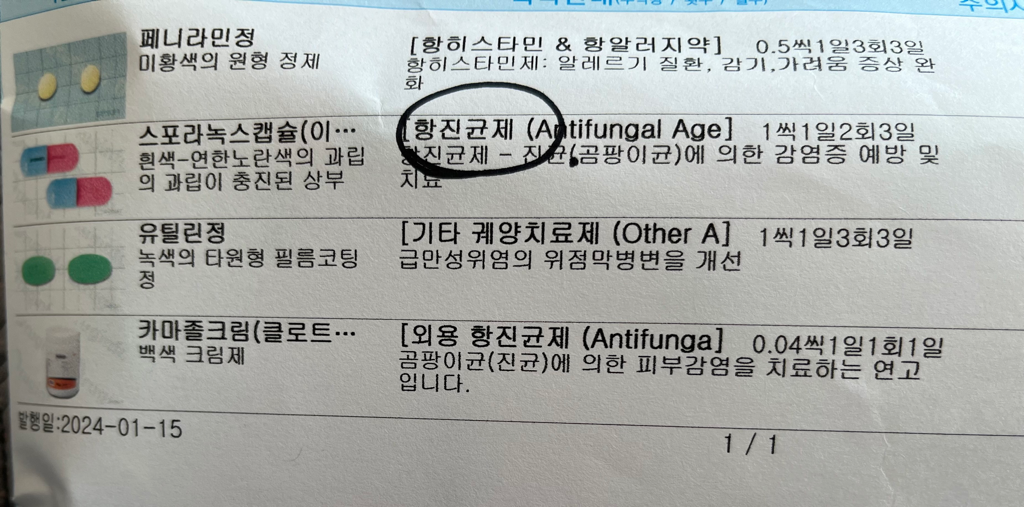 페니라민정
미황색의 원형 정제
[항히스타민 & 항알러지약] 0.5씩1일3회3일
항히스타민제: 알레르기 질환, 감기,가려움 증상 완
화
스포라녹스캡슐(이…
흰색-연한노란색의 과립
의 과립이 충진된 상부
[항진균제 (Antifungal Age] 1씩1일2회3일
항진균제 - 진균(곰팡이균)에 의한 감염증 예방 및
치료
유틸린정
녹색의 타원형 필름코팅
정
[기타 궤양치료제 (Other A] 1씩1일3회3일
급만성위염의 위점막병변을 개선
카마졸크림(클로트…
백색 크림제
[외용 항진균제 (Antifunga] 0.04씩1일1회1일
곰팡이균(진균)에 의한 피부감염을 치료하는 연고
입니다.
발행일:2024-01-15
1 / 1